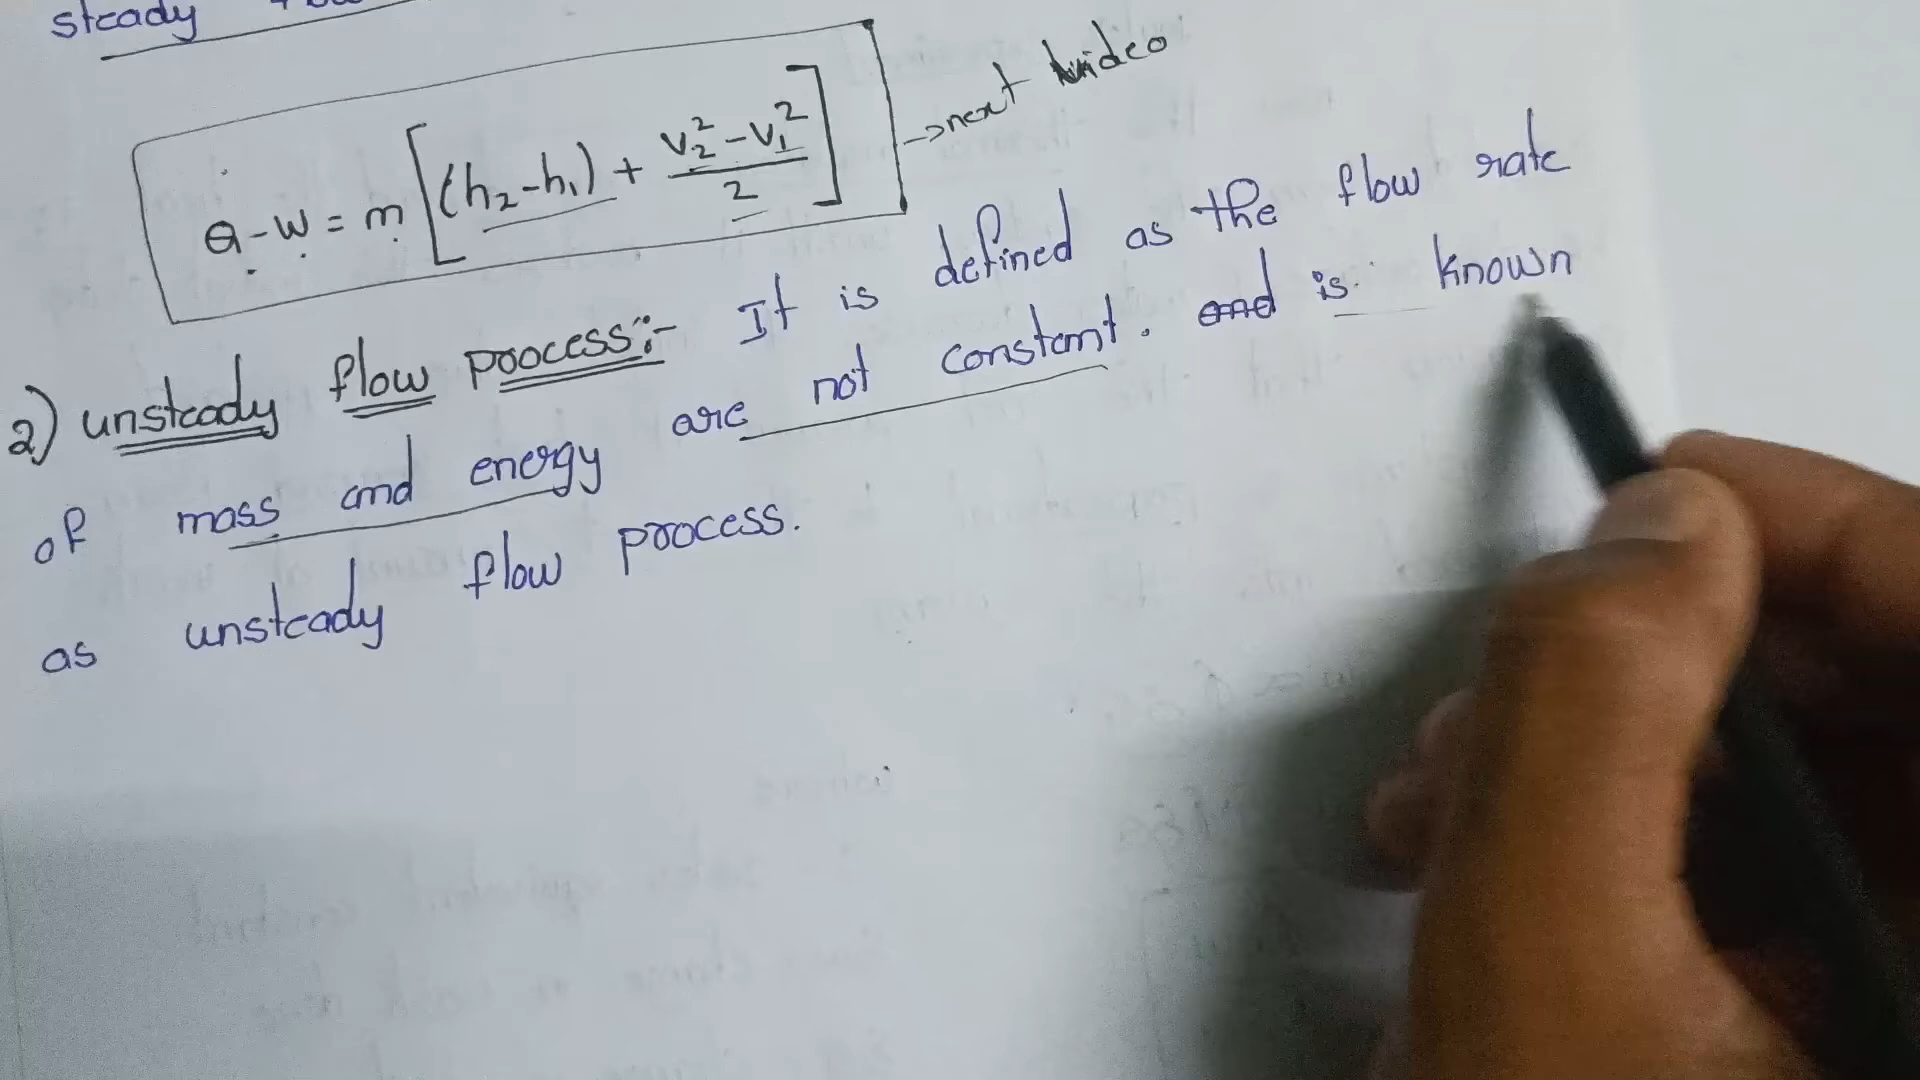 steady
Q - W = m [(h₂ - h₁) + (V₂² - V₁²)/2] → next video
2) unsteady flow process:- It is defined as the flow rate
of mass and energy are not constant. and is known
as unsteady flow process.